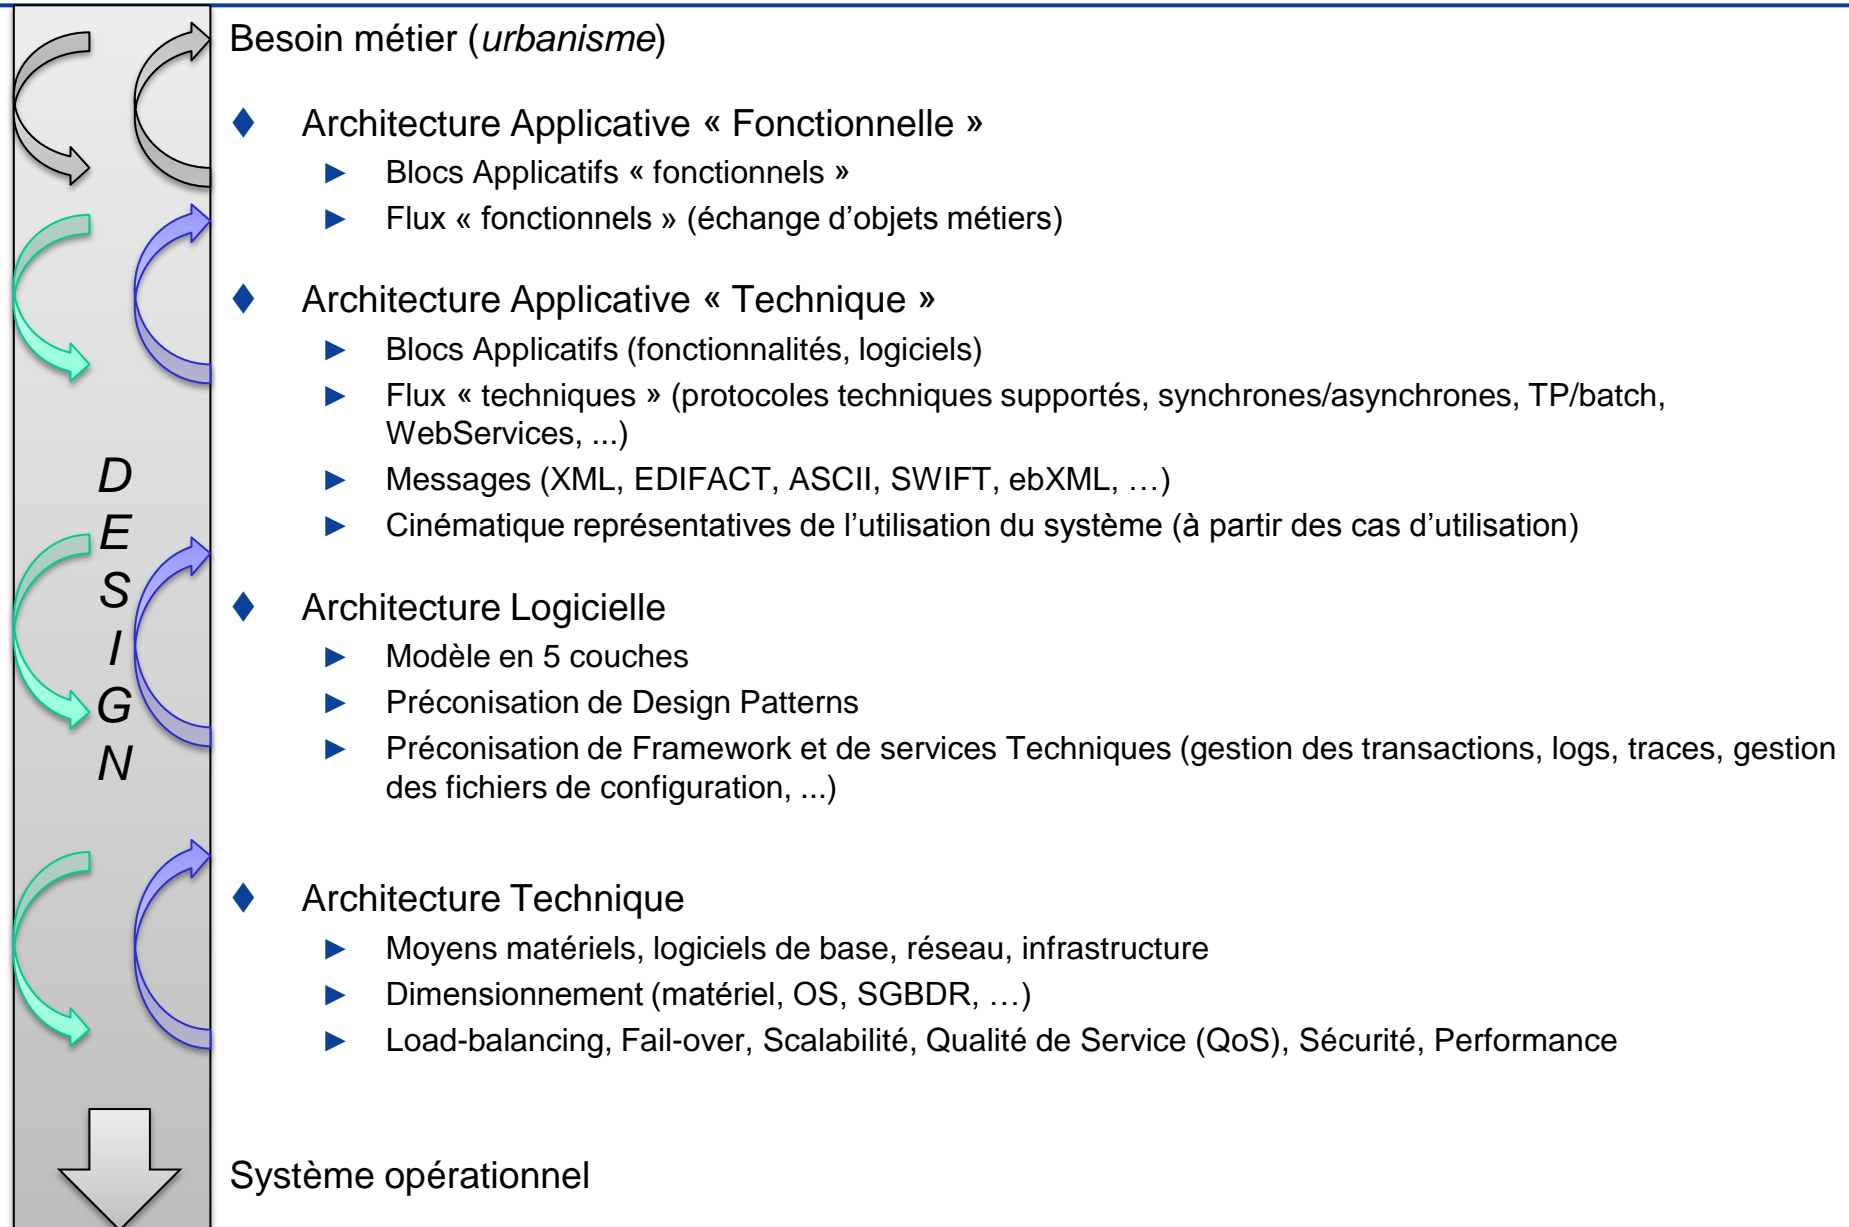 Besoin métier (urbanisme)
Architecture Applicative « Fonctionnelle »
Blocs Applicatifs « fonctionnels »
Flux « fonctionnels » (échange d’objets métiers)
Architecture Applicative « Technique »
Blocs Applicatifs (fonctionnalités, logiciels)
Flux « techniques » (protocoles techniques supportés, synchrones/asynchrones, TP/batch,
WebServices, ...)
Messages (XML, EDIFACT, ASCII, SWIFT, ebXML, …)
Cinématique représentatives de l’utilisation du système (à partir des cas d’utilisation)
Architecture Logicielle
Modèle en 5 couches
Préconisation de Design Patterns
Préconisation de Framework et de services Techniques (gestion des transactions, logs, traces, gestion
des fichiers de configuration, ...)
Architecture Technique
Moyens matériels, logiciels de base, réseau, infrastructure
Dimensionnement (matériel, OS, SGBDR, …)
Load-balancing, Fail-over, Scalabilité, Qualité de Service (QoS), Sécurité, Performance
Système opérationnel
D
E
S
I
G
N